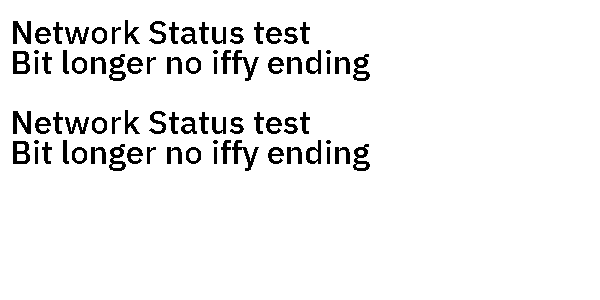 Network Status test
Bit longer no iffy ending
Network Status test
Bit longer no iffy ending